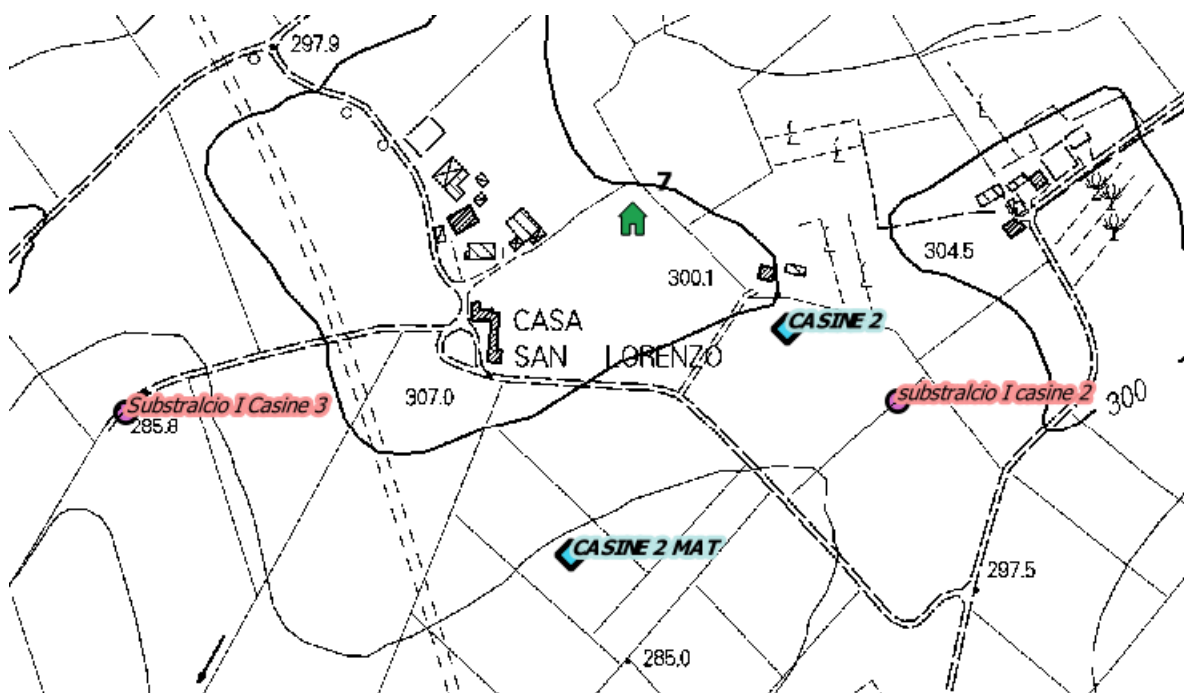 297.9
7
304.5
300.1
CASA
CASINE 2
SAN LORENZO
307.0
substralcio I casine 2
300
Substralcio I Casine 3
285.8
CASINE 2 MAT
297.5
285.0